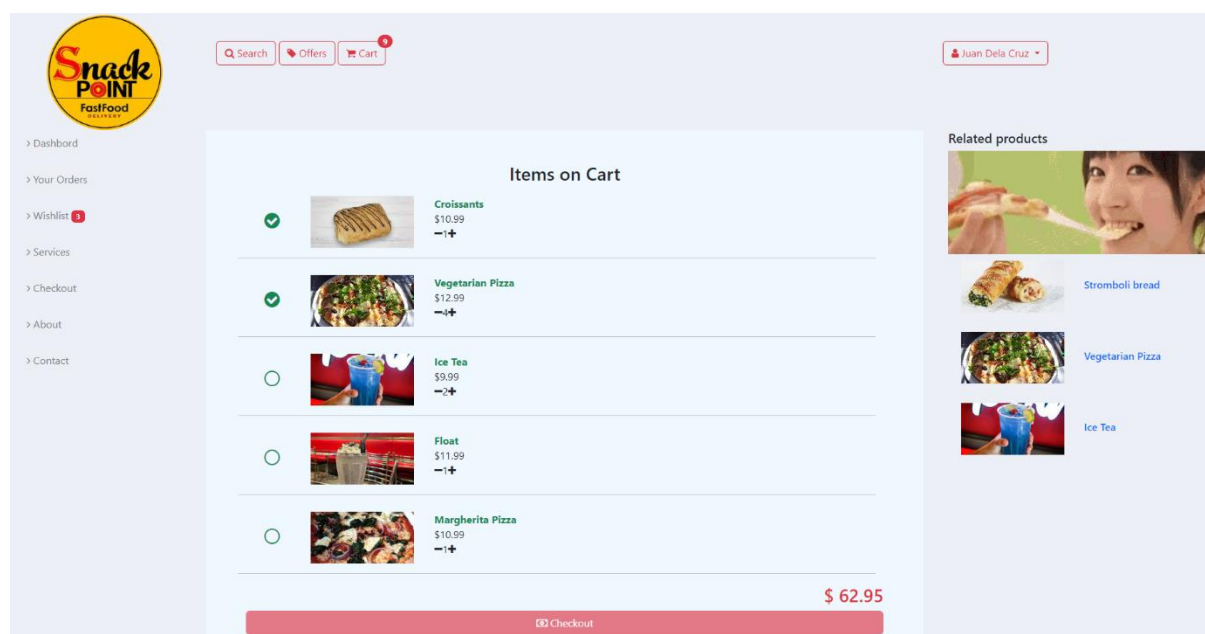 Snack
POINT
FastFood
DELIVERY
Search
Offers
Cart
9
Juan Dela Cruz
> Dashbord
> Your Orders
> Wishlist 3
> Services
> Checkout
> About
> Contact
Items on Cart
Croissants
$10.99
1
Vegetarian Pizza
$12.99
4
Ice Tea
$9.99
2
Float
$11.99
1
Margherita Pizza
$10.99
1
$ 62.95
Checkout
Related products
Stromboli bread
Vegetarian Pizza
Ice Tea